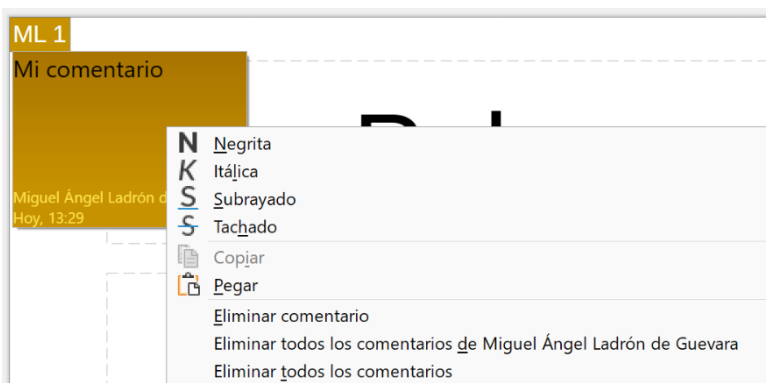 ML 1
Mi comentario
Miguel Ángel Ladrón d
Hoy, 13:29
Negrita
Itálica
Subrayado
Tachado
Copiar
Pegar
Eliminar comentario
Eliminar todos los comentarios de Miguel Ángel Ladrón de Guevara
Eliminar todos los comentarios